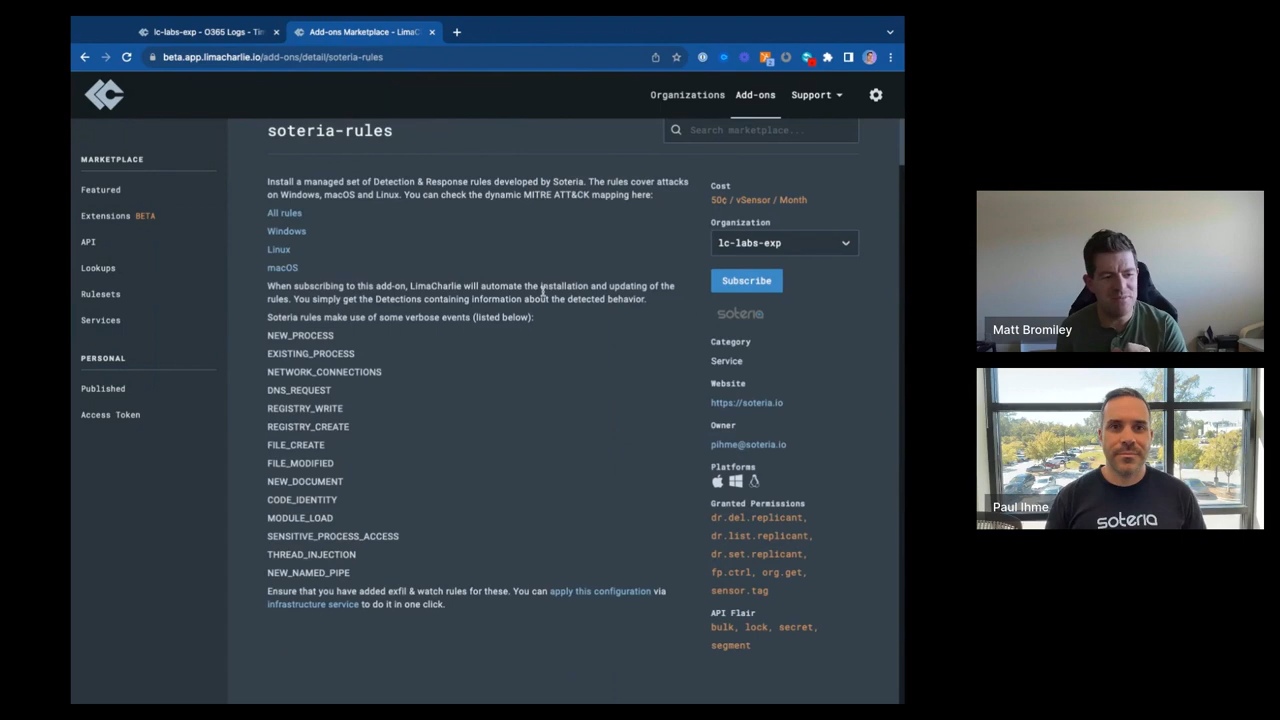 lc-labs-exp - O365 Logs - Tim
Add-ons Marketplace - LimaC
beta.app.limacharlie.io/add-ons/detail/soteria-rules
Organizations
Add-ons
Support
MARKETPLACE
Featured
Extensions BETA
API
Lookups
Rulesets
Services
PERSONAL
Published
Access Token
soteria-rules
Search marketplace...
Install a managed set of Detection & Response rules developed by Soteria. The rules cover attacks
on Windows, macOS and Linux. You can check the dynamic MITRE ATT&CK mapping here:
All rules
Windows
Linux
macOS
When subscribing to this add-on, LimaCharlie will automate the installation and updating of the
rules. You simply get the Detections containing information about the detected behavior.
Soteria rules make use of some verbose events (listed below):
NEW_PROCESS
EXISTING_PROCESS
NETWORK_CONNECTIONS
DNS_REQUEST
REGISTRY_WRITE
REGISTRY_CREATE
FILE_CREATE
FILE_MODIFIED
NEW_DOCUMENT
CODE_IDENTITY
MODULE_LOAD
SENSITIVE_PROCESS_ACCESS
THREAD_INJECTION
NEW_NAMED_PIPE
Ensure that you have added exfil & watch rules for these. You can apply this configuration via
infrastructure service to do it in one click.
Cost
50¢ / vSensor / Month
Organization
lc-labs-exp
Subscribe
soteria
Category
Service
Website
https://soteria.io
Owner
pihme@soteria.io
Platforms
Granted Permissions
dr.del.replicant,
dr.list.replicant,
dr.set.replicant,
fp.ctrl, org.get,
sensor.tag
API Flair
bulk, lock, secret,
segment
Matt Bromiley
Paul Ihme
soteria